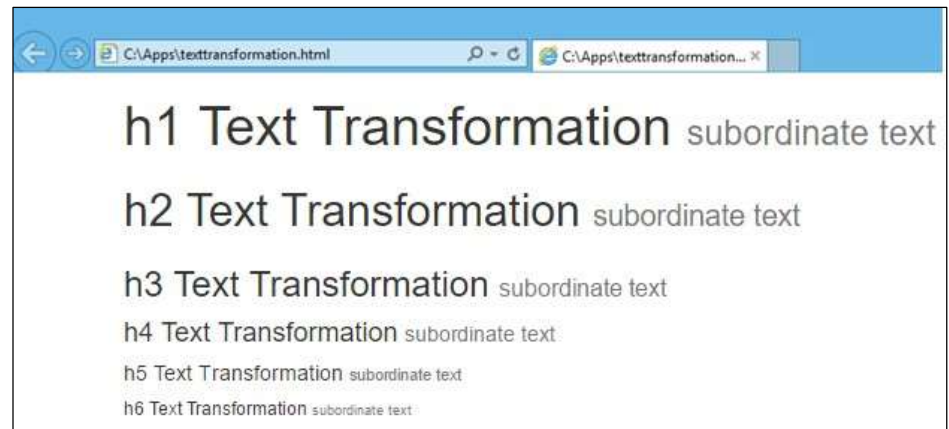 C:\Apps\texttransformation.html
C:\Apps\texttransformation...
h1 Text Transformation subordinate text
h2 Text Transformation subordinate text
h3 Text Transformation subordinate text
h4 Text Transformation subordinate text
h5 Text Transformation subordinate text
h6 Text Transformation subordinate text